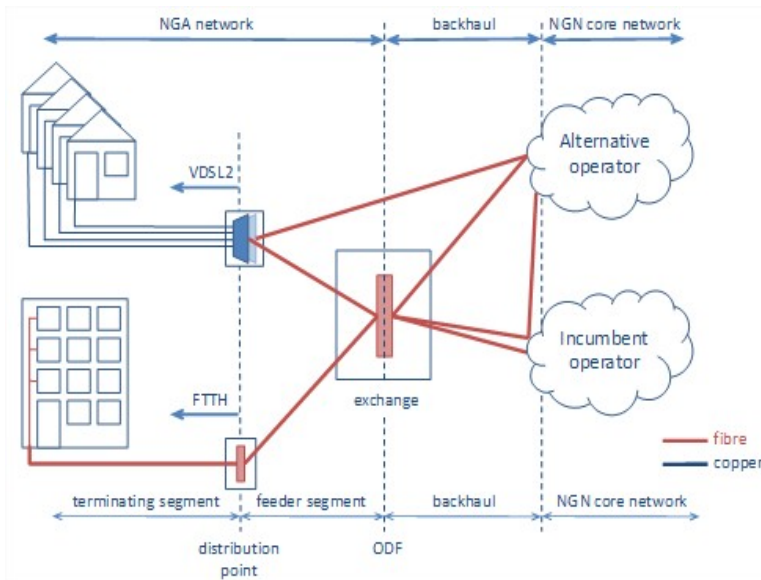 NGA network
backhaul
NGN core network
VDSL2
Alternative
operator
Incumbent
operator
exchange
FTTH
fibre
copper
terminating segment
feeder segment
backhaul
NGN core network
distribution
point
ODF